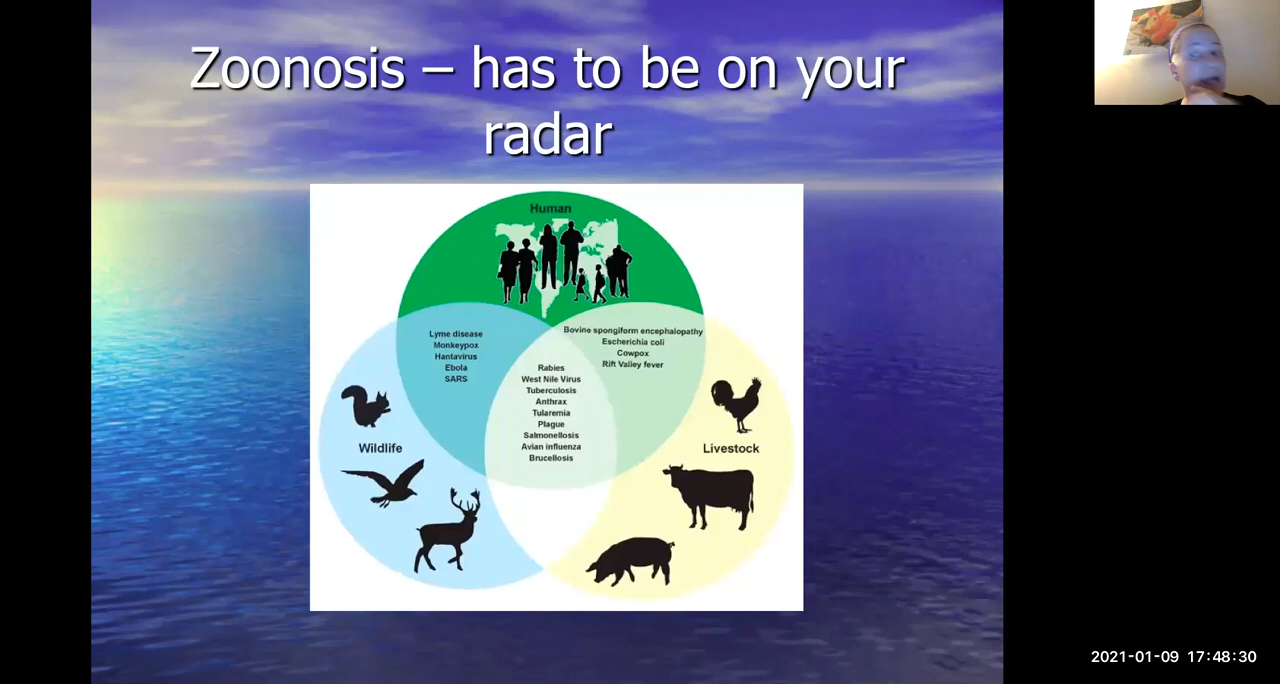 Zoonosis – has to be on your
radar
Human
Lyme disease
Monkeypox
Hantavirus
Ebola
SARS
Bovine spongiform encephalopathy
Escherichia coli
Cowpox
Rift Valley fever
Rabies
West Nile Virus
Tuberculosis
Anthrax
Tularemia
Plague
Salmonellosis
Avian influenza
Brucellosis
Wildlife
Livestock
2021-01-09 17:48:30